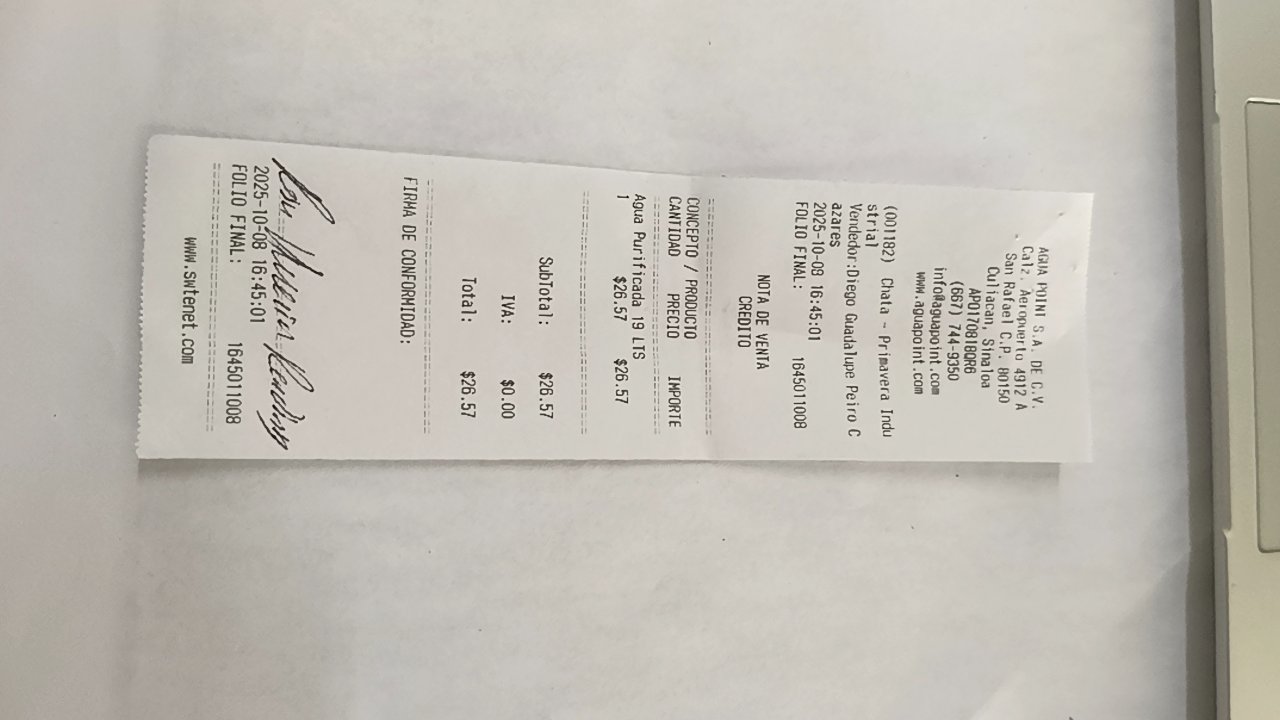 AGUA POINT S.A. DE C.V.
Calz. Aeropuerto 4912 A
San Rafael C.P. 80150
Culiacan, Sinaloa
APO170818QR6
(667) 744-9350
info@aguapoint.com
www.aguapoint.com
(001182) Chata - Primavera Indu
strial
Vendedor:Diego Guadalupe Peiro C
azares
2025-10-08 16:45:01
FOLIO FINAL: 1645011008
NOTA DE VENTA
CREDITO
CONCEPTO / PRODUCTO
CANTIDAD PRECIO IMPORTE
Agua Purificada 19 LTS
1 $26.57 $26.57
SubTotal: $26.57
IVA: $0.00
Total: $26.57
FIRMA DE CONFORMIDAD:
2025-10-08 16:45:01
FOLIO FINAL: 1645011008
www.swtenet.com